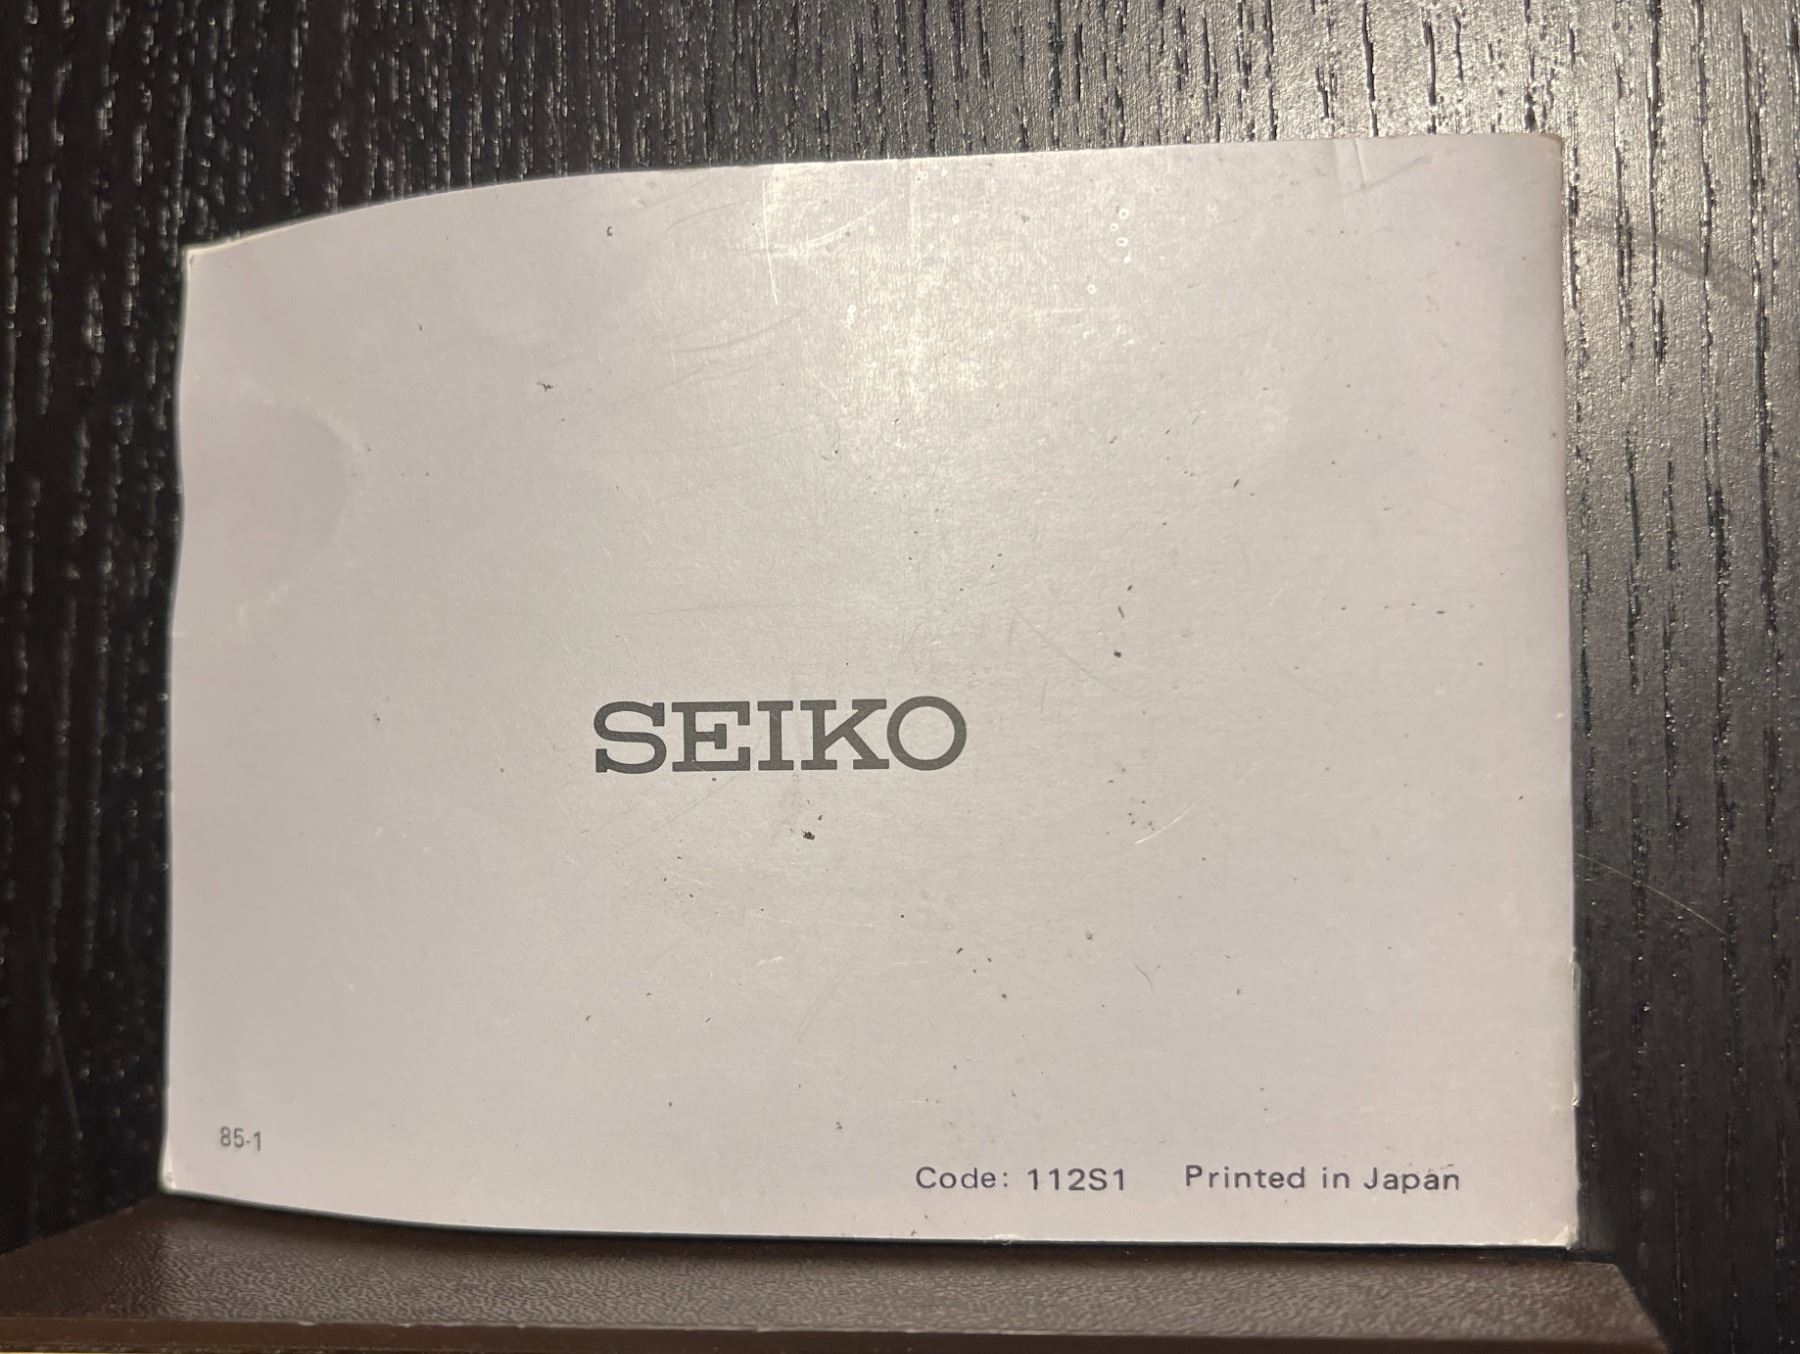 SEIKO
85-1
Code: 112S1 Printed in Japan